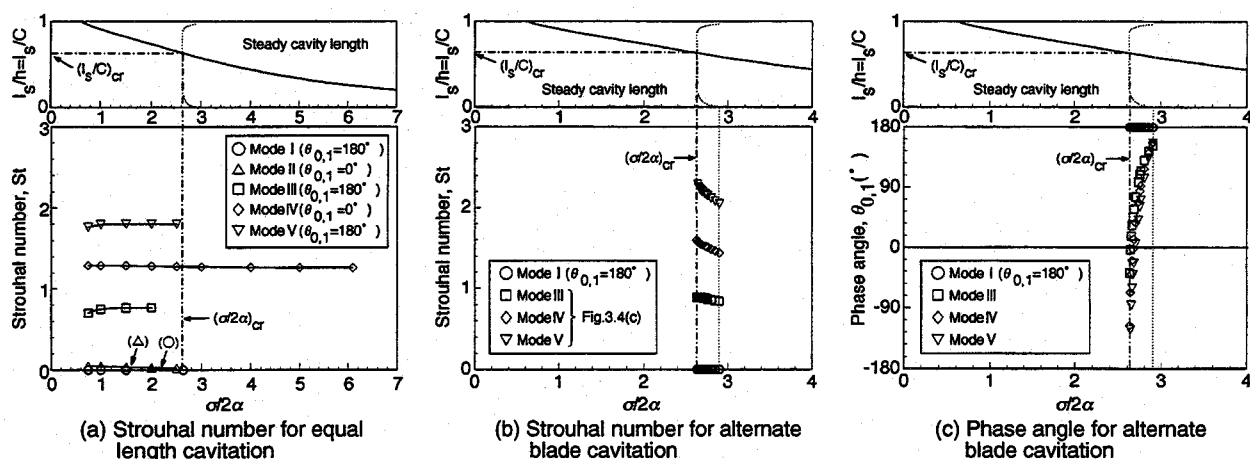 l_s/h=l_s/C
1
0
Steady cavity length
(l_s/C)_cr
3
2
1
0
Strouhal number, St
Mode I (θ_0,1=180°)
Mode II (θ_0,1=0°)
Mode III (θ_0,1=180°)
Mode IV (θ_0,1=0°)
Mode V (θ_0,1=180°)
(σ/2α)_cr
(△) (○)
0 1 2 3 4 5 6 7
σ/2α
(a) Strouhal number for equal
length cavitation
l_s/h=l_s/C
1
0
(l_s/C)_cr
Steady cavity length
3
2
1
0
Strouhal number, St
(σ/2α)_cr
Mode I (θ_0,1=180°)
Mode III
Mode IV
Mode V
Fig.3.4(c)
0 1 2 3 4
σ/2α
(b) Strouhal number for alternate
blade cavitation
l_s/h=l_s/C
1
0
(l_s/C)_cr
Steady cavity length
180
90
0
-90
-180
Phase angle, θ_0,1(°)
(σ/2α)_cr
Mode I (θ_0,1=180°)
Mode III
Mode IV
Mode V
0 1 2 3 4
σ/2α
(c) Phase angle for alternate
blade cavitation